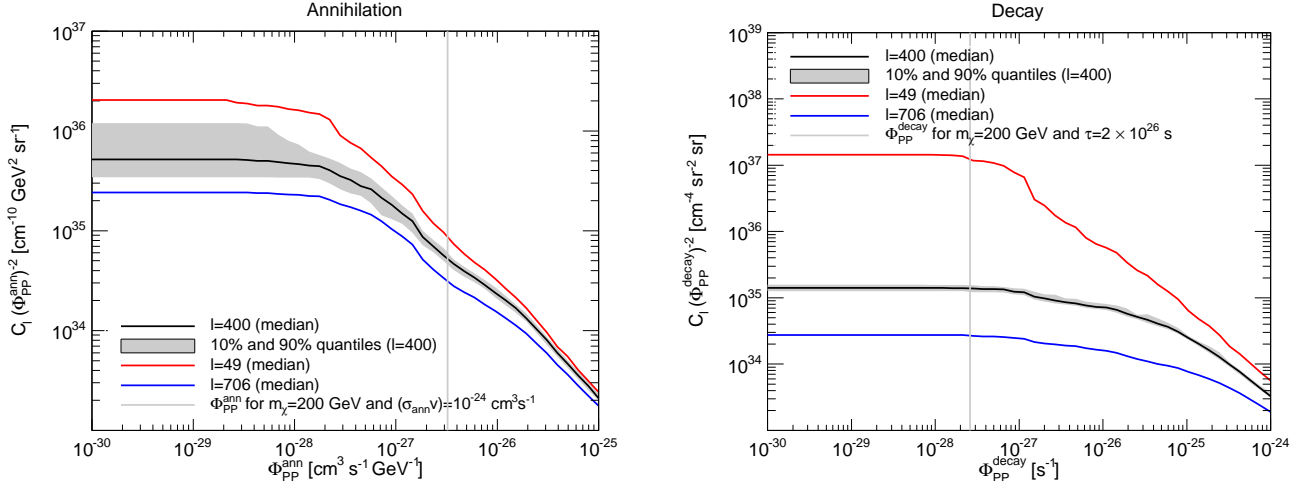 Annihilation
10^37
10^36
10^35
10^34
C_l (Φ_PP^ann)^-2 [cm^-10 GeV^2 sr^-1]
l=400 (median)
10% and 90% quantiles (l=400)
l=49 (median)
l=706 (median)
Φ_PP^ann for m_χ=200 GeV and (σ_ann v)=10^-24 cm^3s^-1
10^-30 10^-29 10^-28 10^-27 10^-26 10^-25
Φ_PP^ann [cm^3 s^-1 GeV^-1]
Decay
10^39
10^38
10^37
10^36
10^35
10^34
C_l (Φ_PP^decay)^-2 [cm^-4 sr^-2 sr]
l=400 (median)
10% and 90% quantiles (l=400)
l=49 (median)
l=706 (median)
Φ_PP^decay for m_χ=200 GeV and τ=2 × 10^26 s
10^-30 10^-29 10^-28 10^-27 10^-26 10^-25 10^-24
Φ_PP^decay [s^-1]